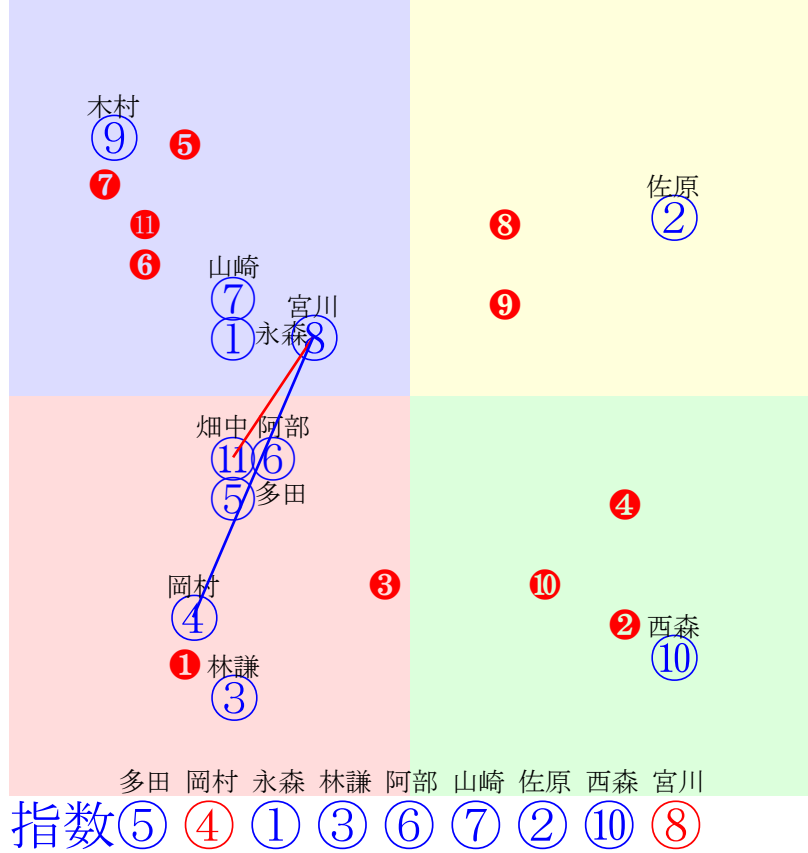 木村
⑨
❺
❼
佐原
②
⓫
❽
❻
山崎
⑦
宮川
❾
①永森⑧
畑中 阿部
⑪⑥
⑤多田
❹
岡村
❸
❿
④
❷
西森
❶
林謙
⑩
③
多田 岡村 永森 林謙 阿部 山崎 佐原 西森 宮川
指数⑤④①③⑥⑦②⑩⑧